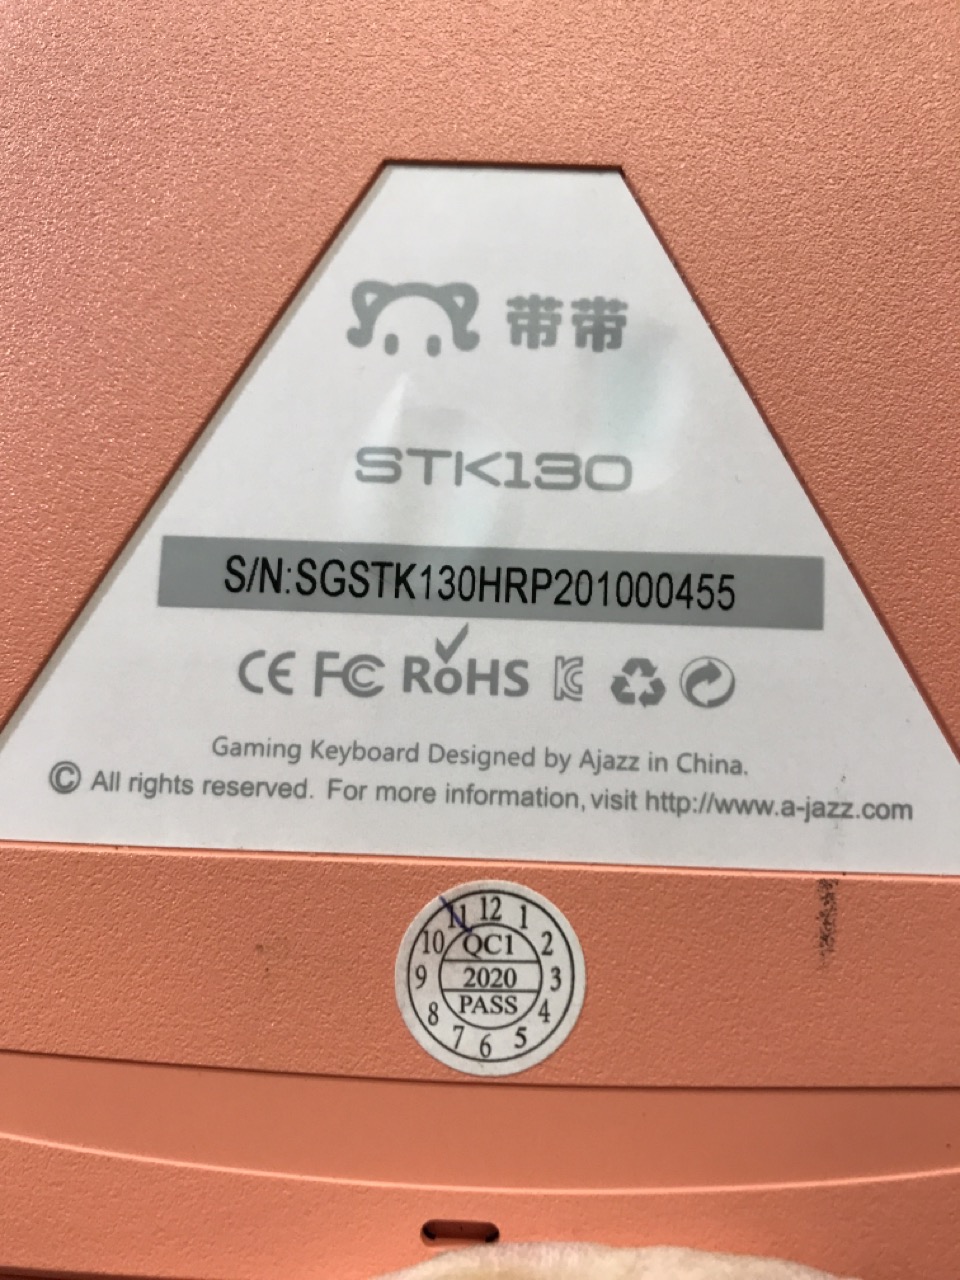 带带
STK130
S/N:SGSTK130HRP201000455
CE FC RoHS KC
Gaming Keyboard Designed by Ajazz in China.
© All rights reserved. For more information, visit http://www.a-jazz.com
11 12 1
10 QC1 2
9 2020 3
8 PASS 4
7 6 5